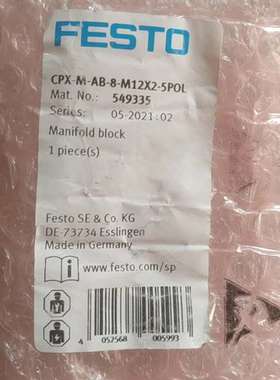 FESTO
CPX-M-AB-8-M12X2-5POL
Mat. No.: 549335
Series: 05-2021:02
Manifold block
1 piece(s)
Festo SE & Co. KG
DE-73734 Esslingen
Made in Germany
www.festo.com/sp
4 052568 005993